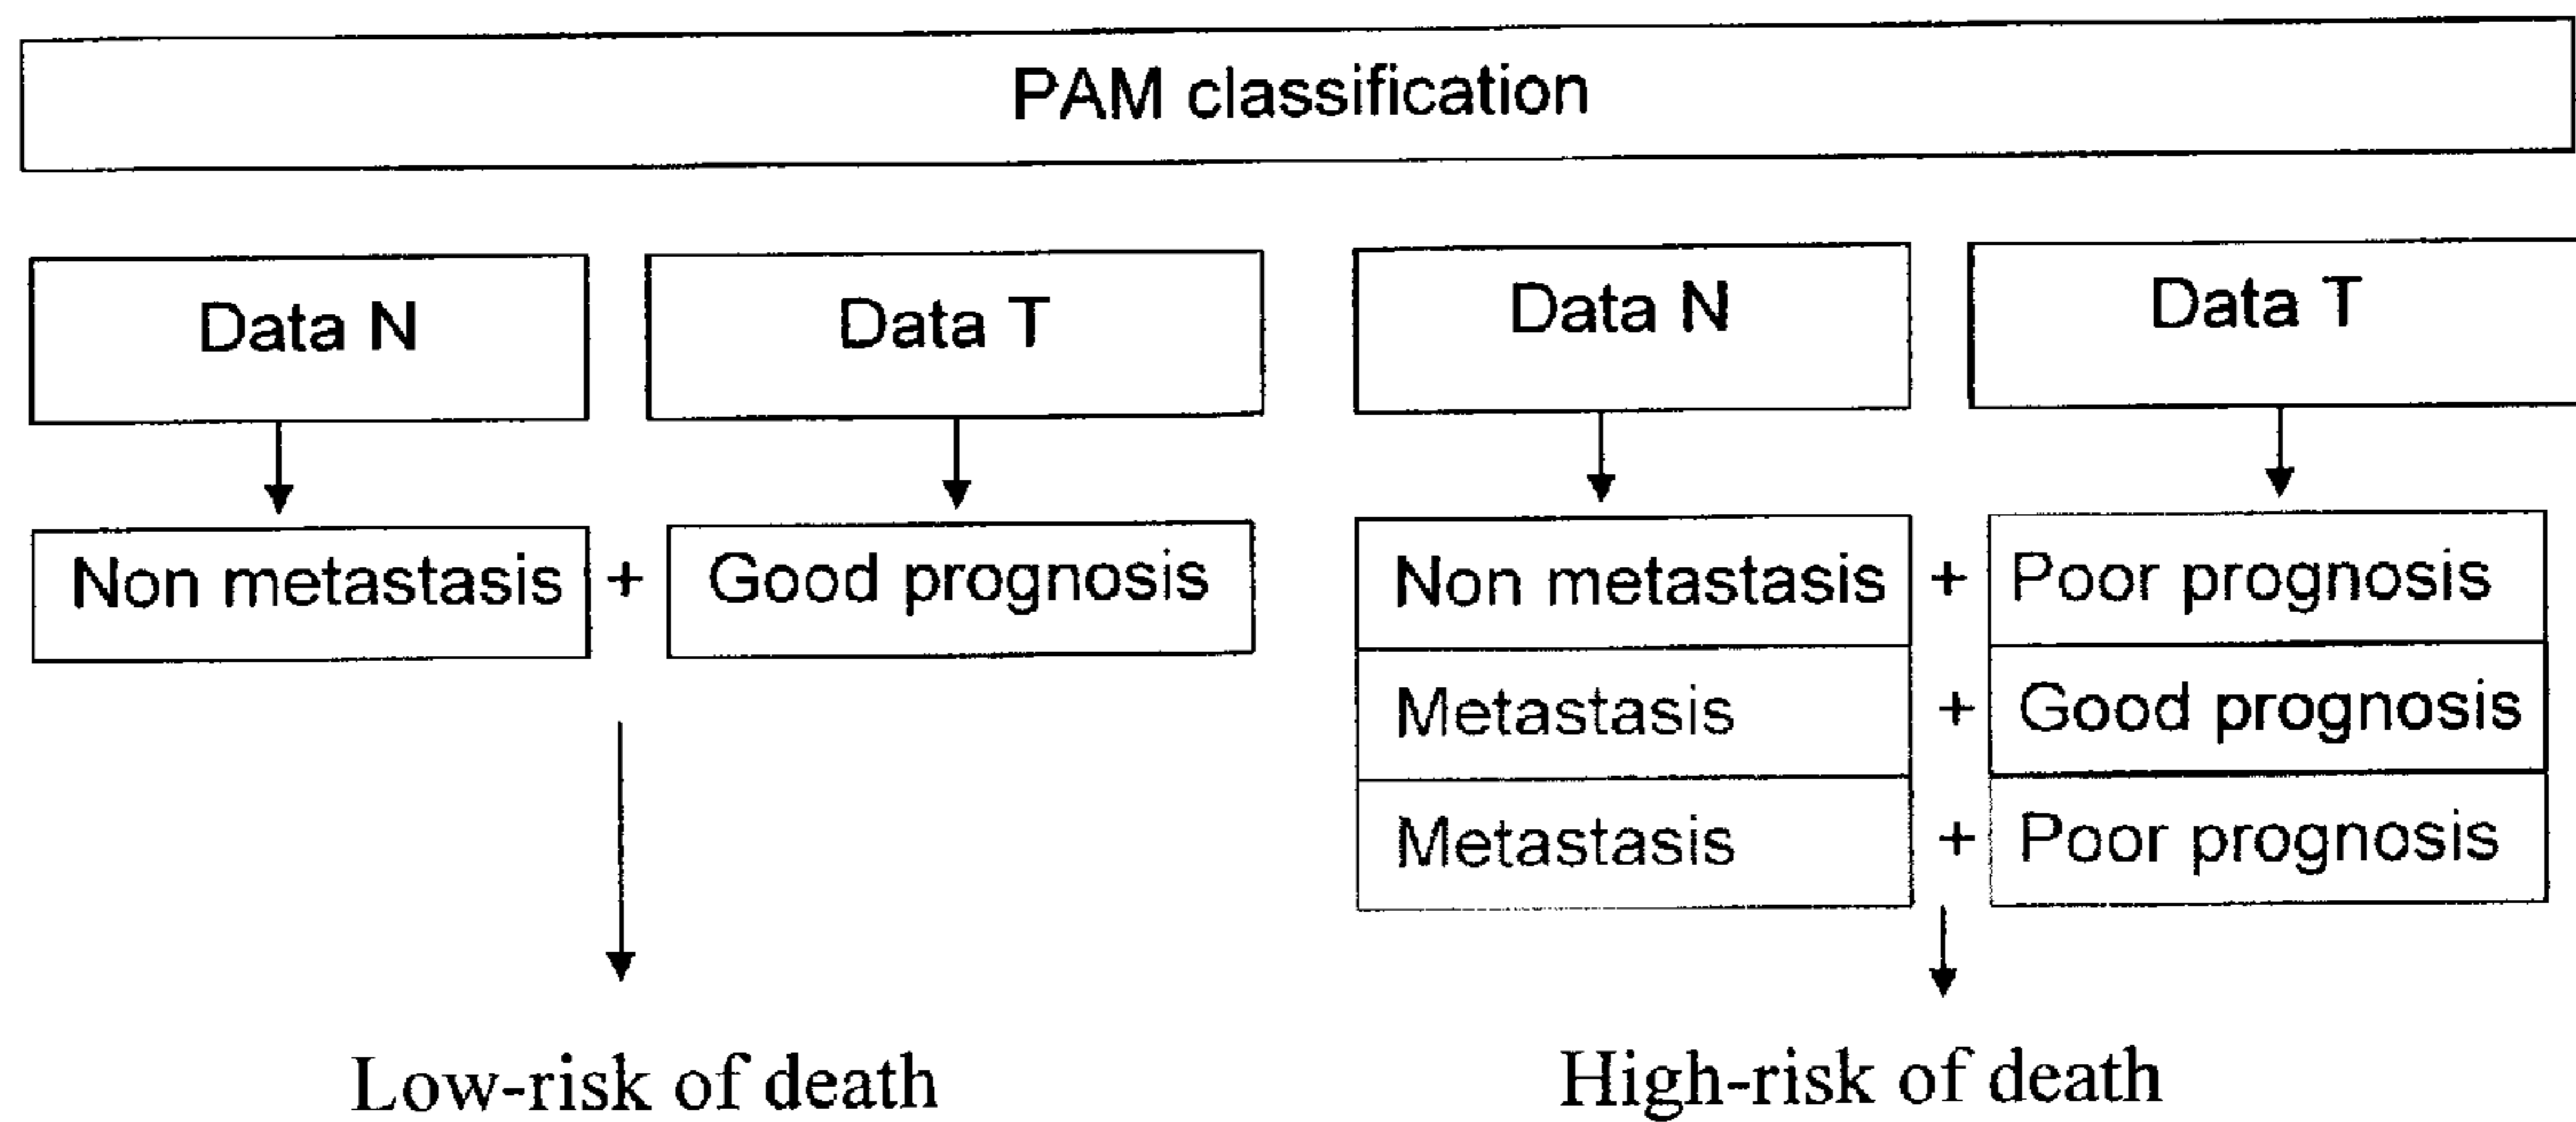 PAM classification
Data N Data T Data N Data T
Non metastasis + Good prognosis Non metastasis + Poor prognosis
Metastasis + Good prognosis
Metastasis + Poor prognosis
Low-risk of death High-risk of death